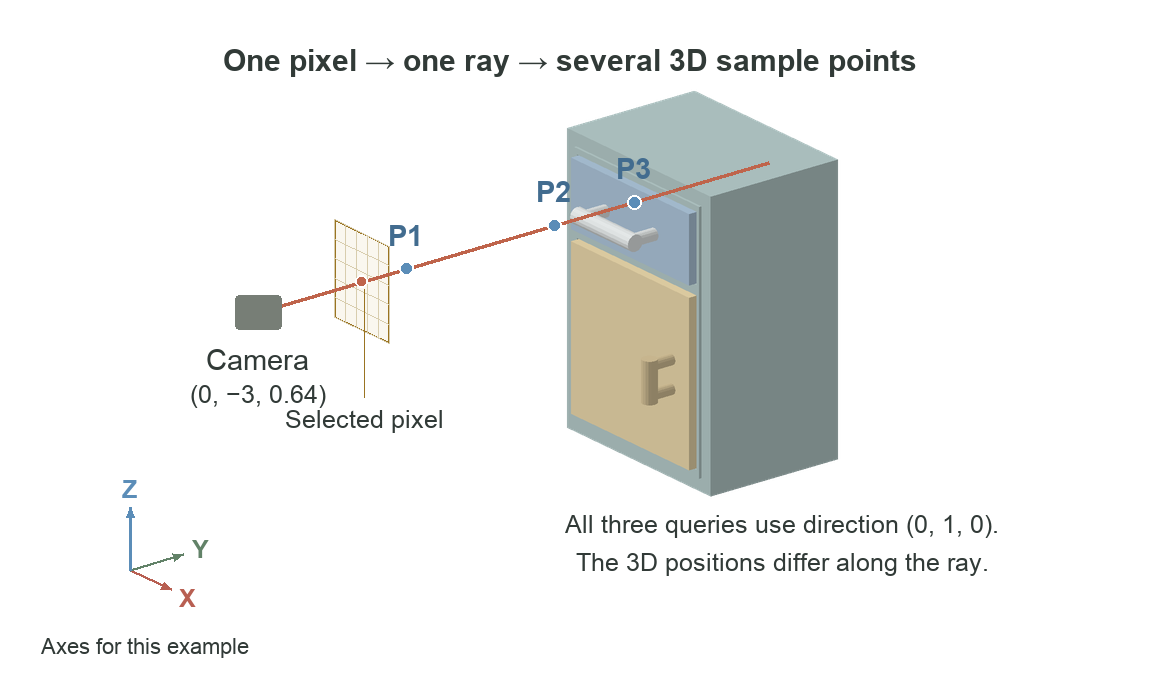 One pixel → one ray → several 3D sample points
P3
P2
P1
Camera
(0, −3, 0.64)
Selected pixel
Z
Y
X
All three queries use direction (0, 1, 0).
The 3D positions differ along the ray.
Axes for this example